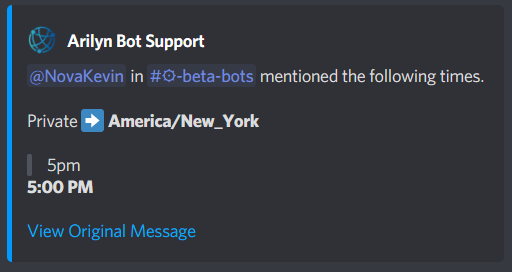 Arilyn Bot Support
@NovaKevin in #⚙-beta-bots mentioned the following times.
Private ➡ America/New_York
5pm
5:00 PM
View Original Message